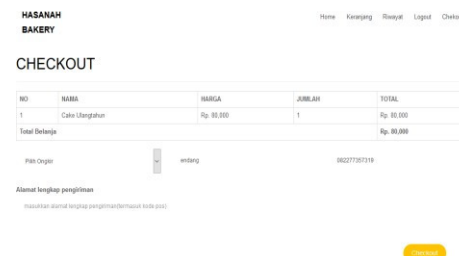 HASANAH
BAKERY
Home Keranjang Riwayat Logout Cheko
CHECKOUT
NO NAMA HARGA JUMLAH TOTAL
1 Cake Ulangtahun Rp. 80,000 1 Rp. 80,000
Total Belanja Rp. 80,000
Pilih Ongkir endang 082277357319
Alamat lengkap pengiriman
masukkan alamat lengkap pengiriman(termasuk kode pos)
Checkout